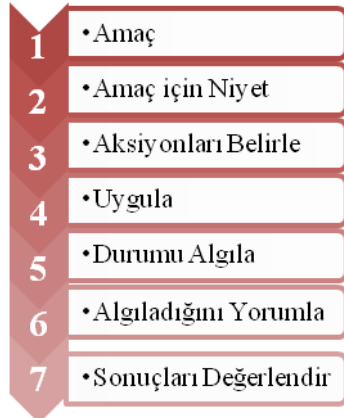 1 •Amaç
2 •Amaç için Niyet
3 •Aksiyonları Belirle
4 •Uygula
5 •Durumu Algıla
6 •Algıladığını Yorumla
7 •Sonuçları Değerlendir